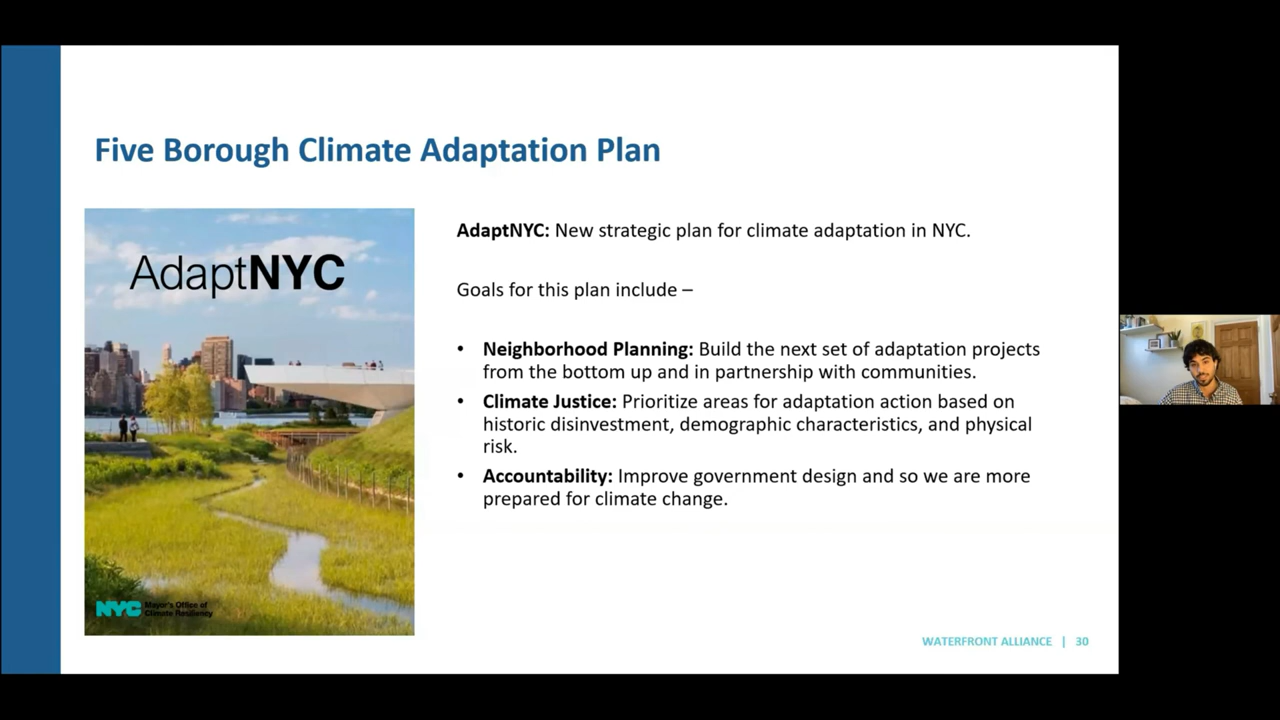 Five Borough Climate Adaptation Plan
AdaptNYC
NYC Mayor's Office of
Climate Resiliency
AdaptNYC: New strategic plan for climate adaptation in NYC.
Goals for this plan include –
• Neighborhood Planning: Build the next set of adaptation projects
from the bottom up and in partnership with communities.
• Climate Justice: Prioritize areas for adaptation action based on
historic disinvestment, demographic characteristics, and physical
risk.
• Accountability: Improve government design and so we are more
prepared for climate change.
WATERFRONT ALLIANCE | 30